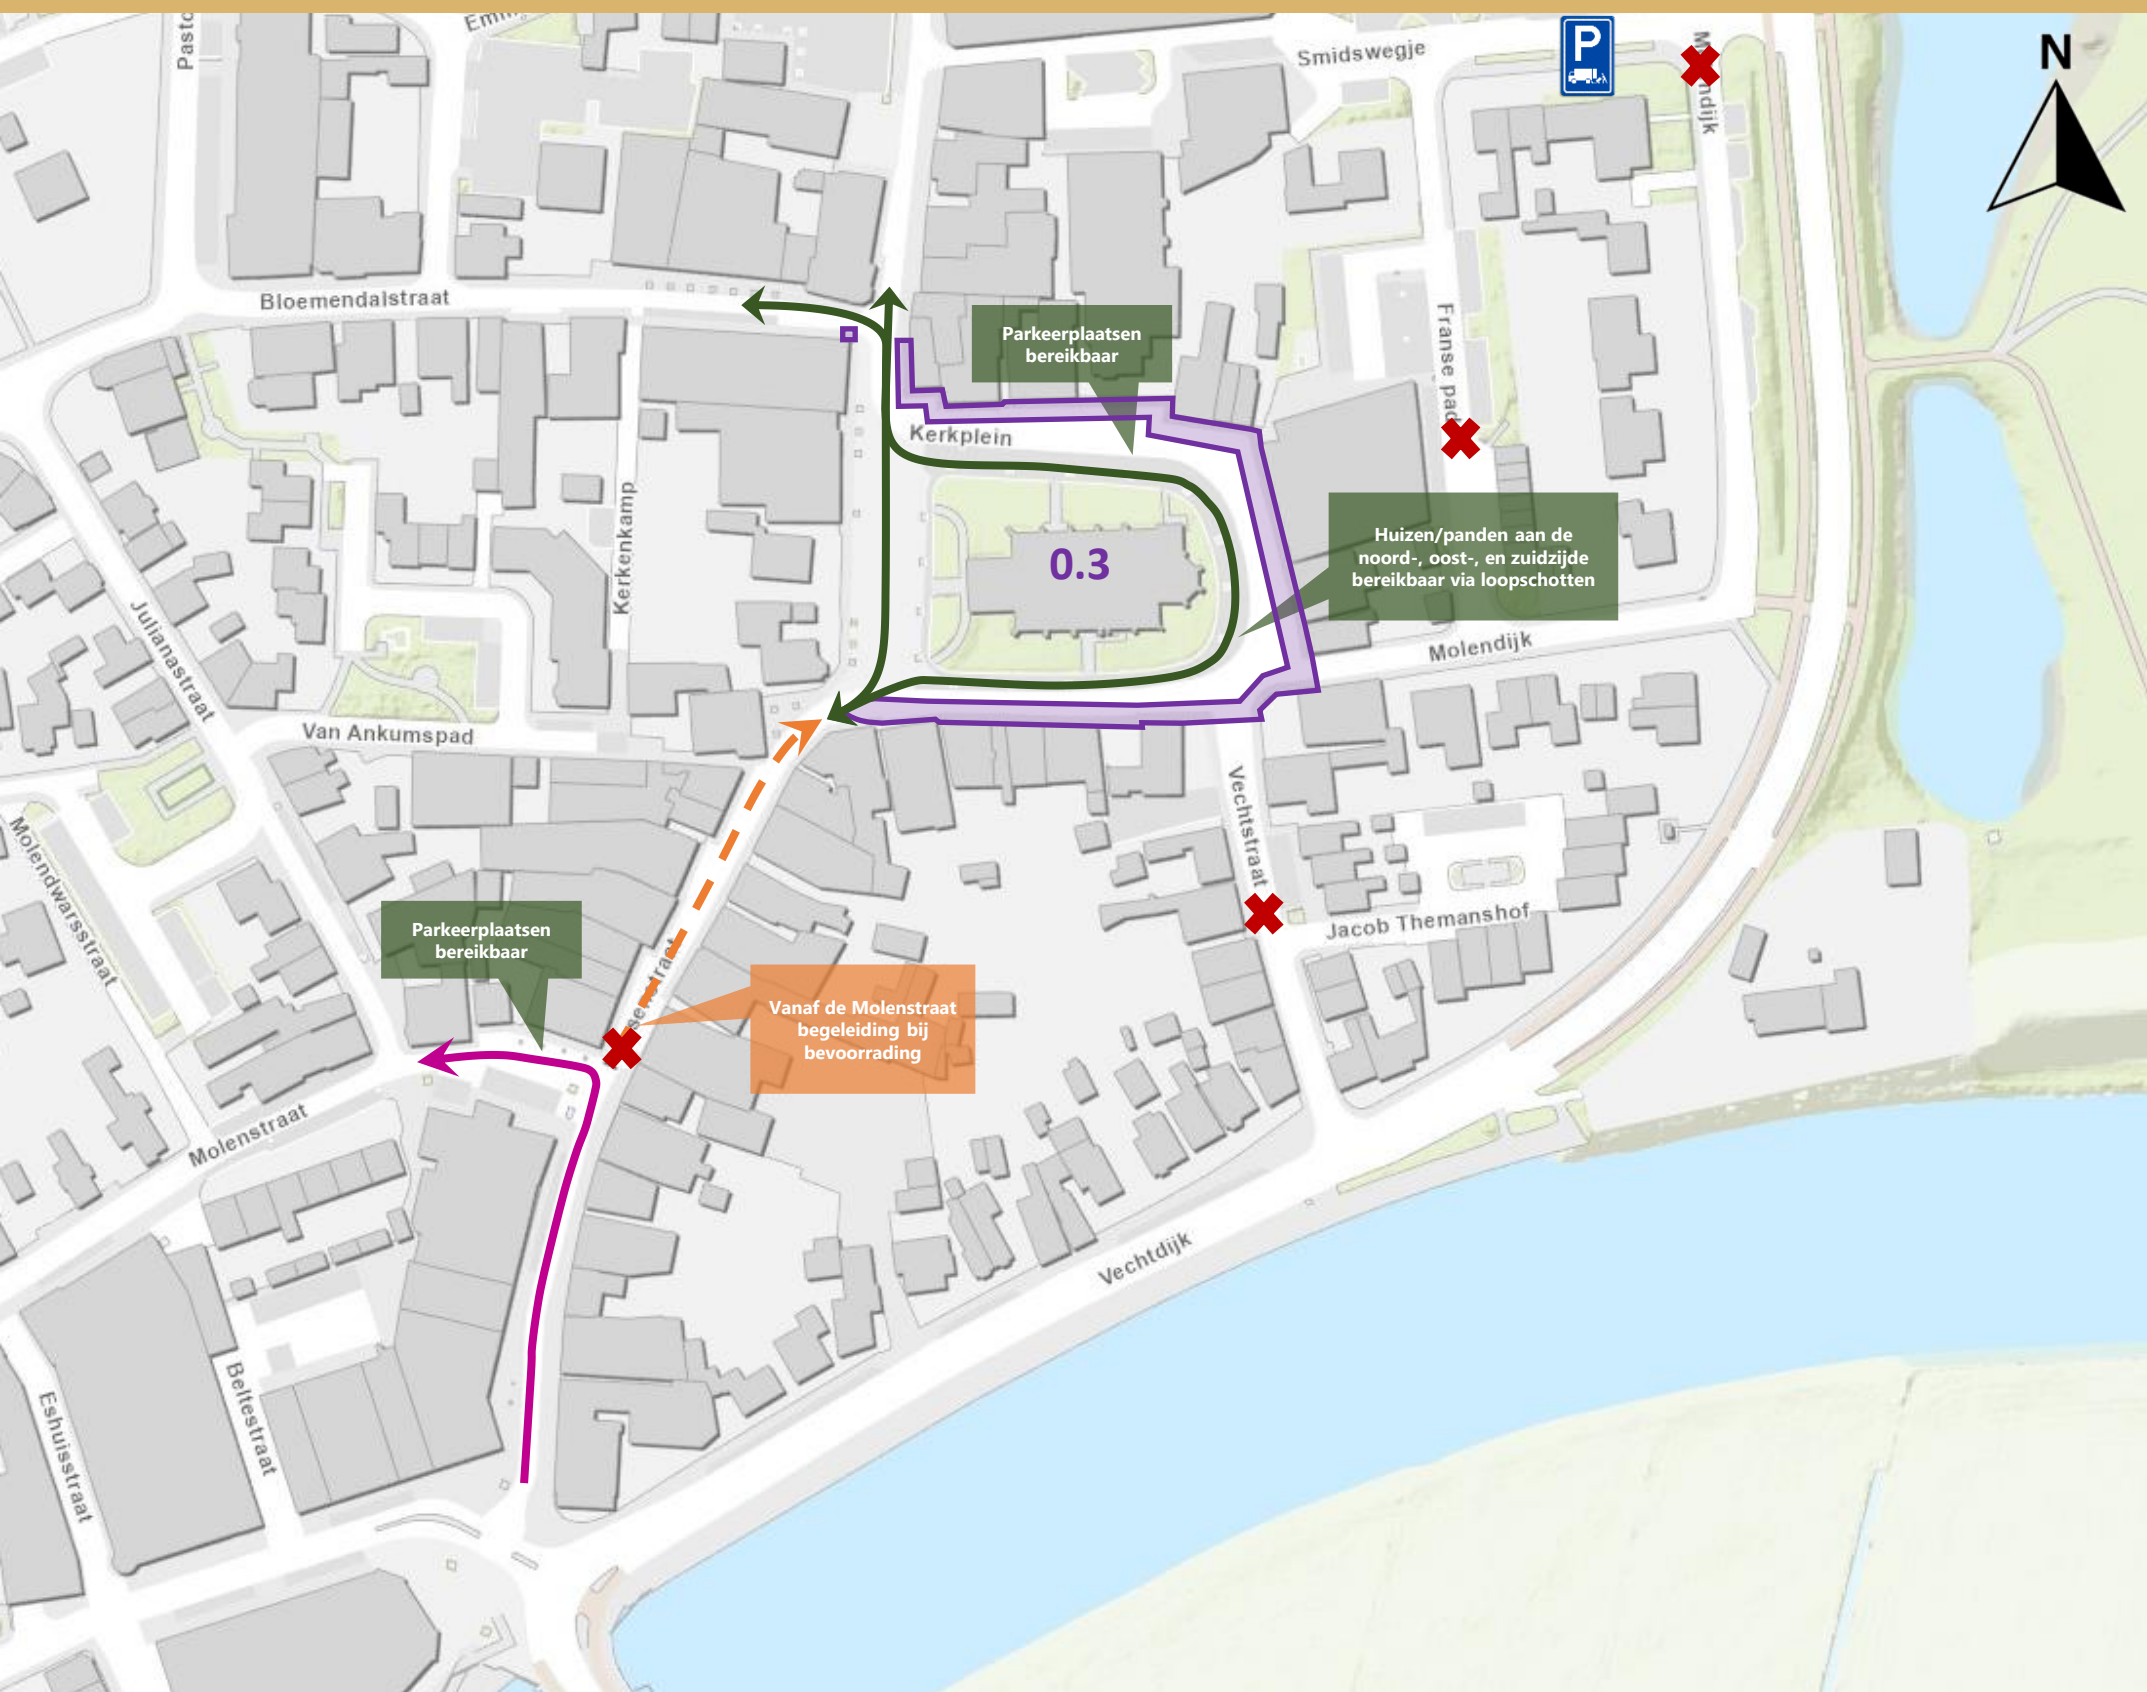 N
P
Smidswegje
Bloemendalstraat
Parkeerplaatsen
bereikbaar
Kerkplein
Kerkenkamp
0.3
Huizen/panden aan de
noord-, oost-, en zuidzijde
bereikbaar via loopschotten
Julianastraat
Molendijk
Van Ankumspad
Vechtstraat
Molendwarsstraat
Jacob Themanshof
Parkeerplaatsen
bereikbaar
Vanaf de Molenstraat
begeleiding bij
bevoorrading
Molenstraat
Vechtdijk
Beltestraat
Eshuisstraat